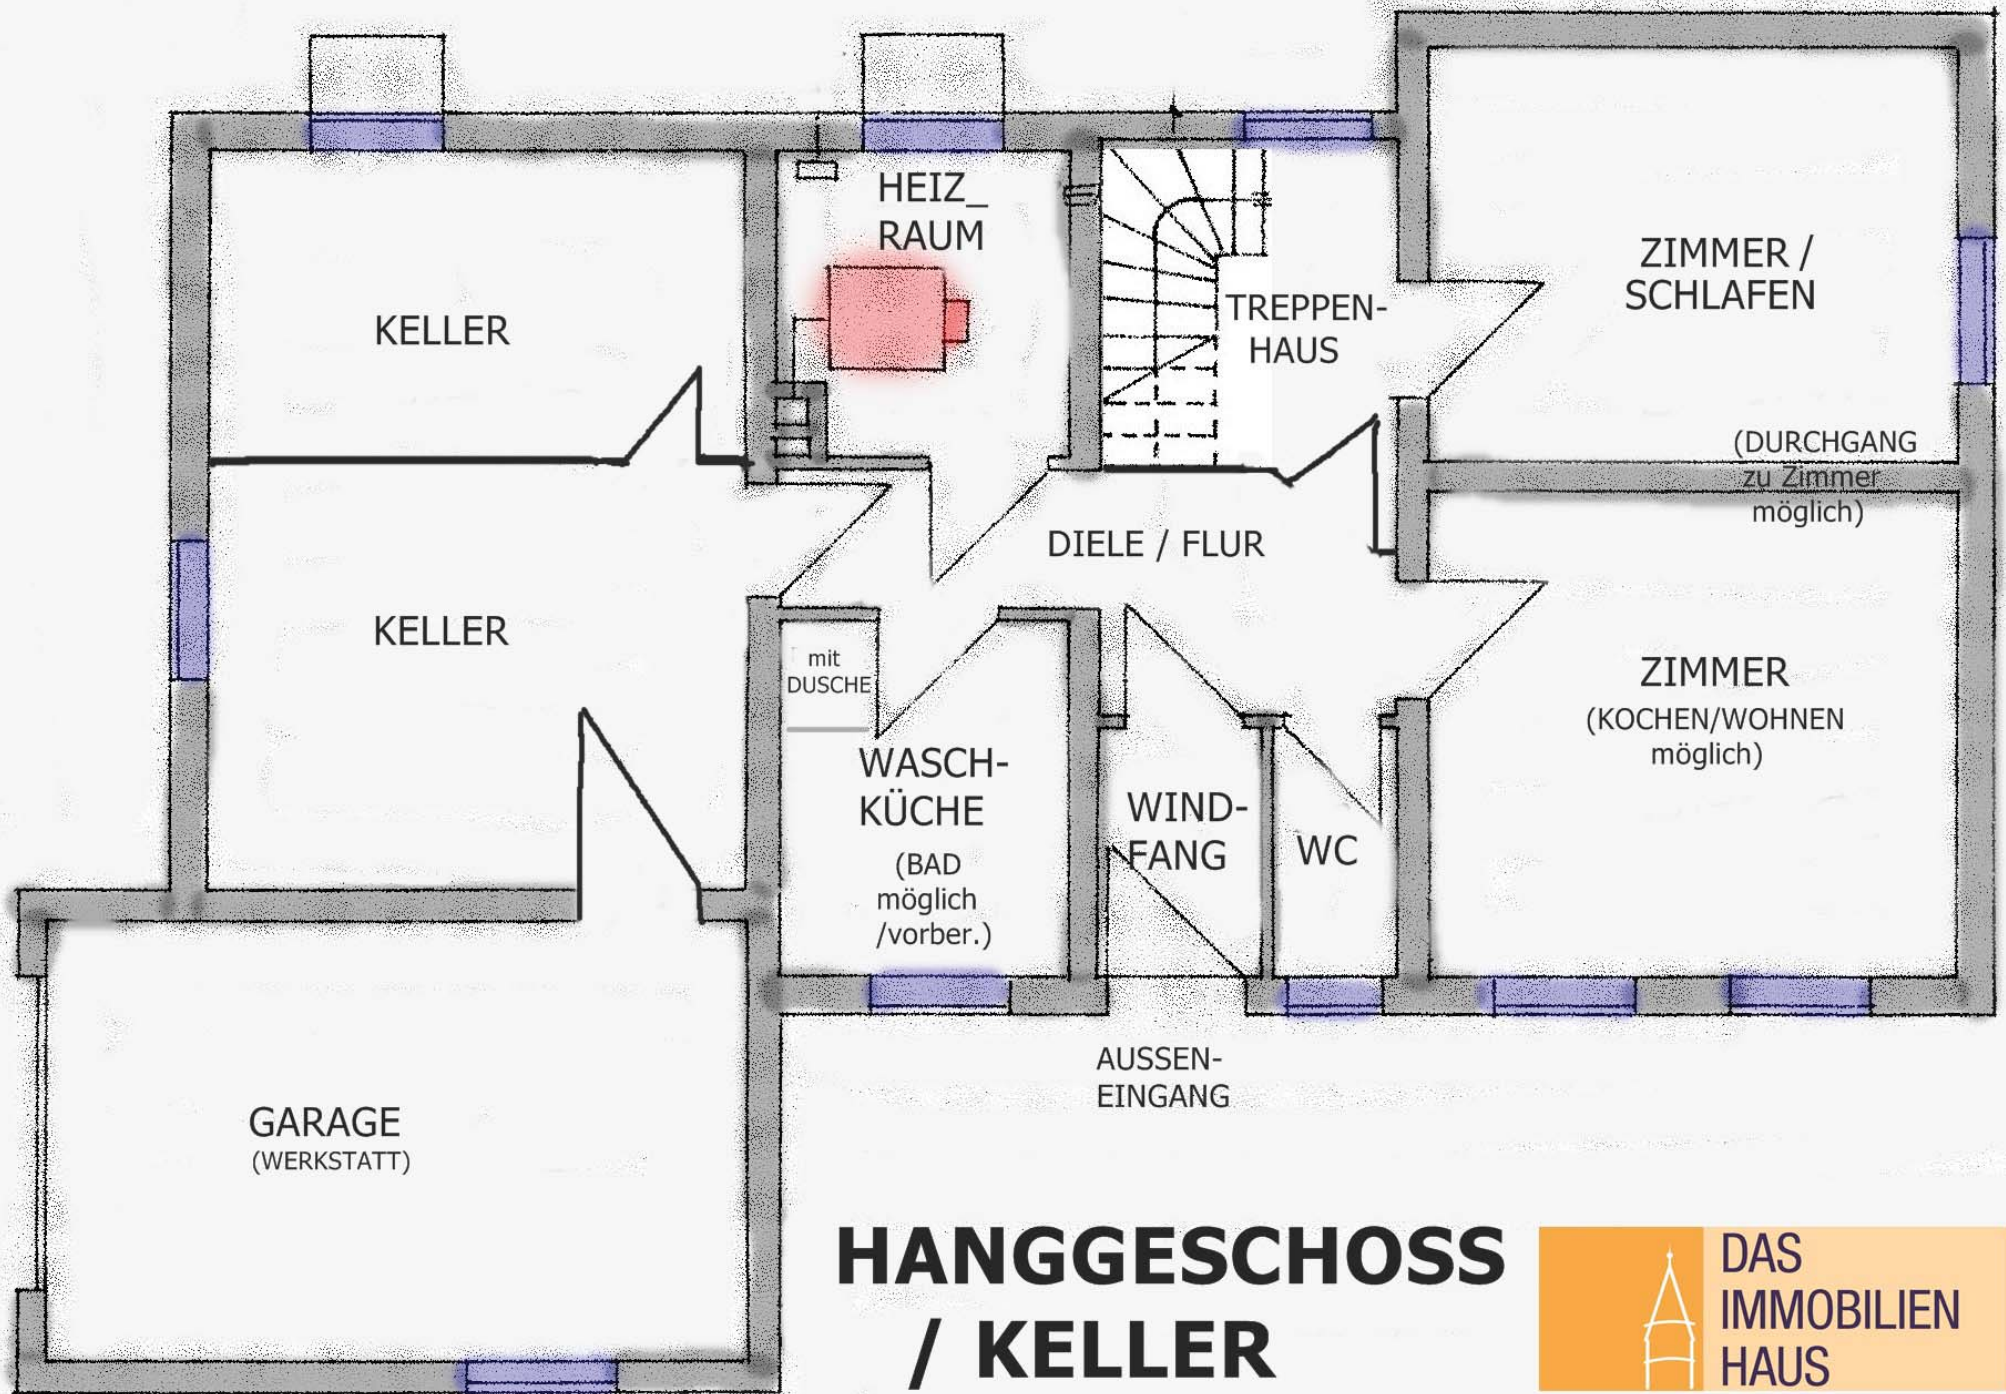 HEIZ_
RAUM
KELLER
TREPPEN-
HAUS
ZIMMER /
SCHLAFEN
(DURCHGANG
zu Zimmer
möglich)
DIELE / FLUR
KELLER
mit
DUSCHE
WASCH-
KÜCHE
(BAD
möglich
/vorber.)
WIND-
FANG
WC
ZIMMER
(KOCHEN/WOHNEN
möglich)
AUSSEN-
EINGANG
GARAGE
(WERKSTATT)
HANGGESCHOSS
/ KELLER
DAS
IMMOBILIEN
HAUS